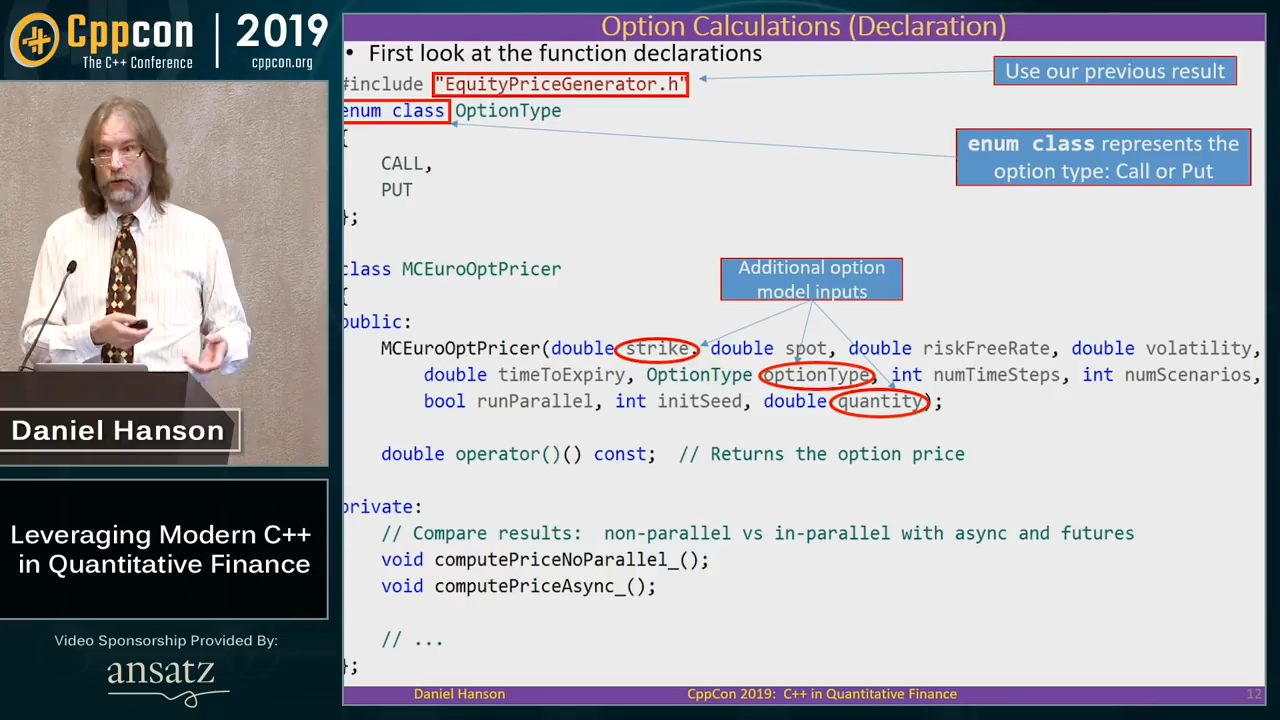 Cppcon
The C++ Conference
2019
cppcon.org
Daniel Hanson
Leveraging Modern C++
in Quantitative Finance
Video Sponsorship Provided By:
ansatz
Option Calculations (Declaration)
• First look at the function declarations
#include "EquityPriceGenerator.h"
Use our previous result
enum class OptionType
{
enum class represents the
option type: Call or Put
CALL,
PUT
};
class MCEuroOptPricer
{
Additional option
model inputs
public:
MCEuroOptPricer(double strike, double spot, double riskFreeRate, double volatility,
double timeToExpiry, OptionType optionType, int numTimeSteps, int numScenarios,
bool runParallel, int initSeed, double quantity);
double operator()() const;  // Returns the option price
private:
// Compare results:  non-parallel vs in-parallel with async and futures
void computePriceNoParallel_();
void computePriceAsync_();
// ...
};
Daniel Hanson
CppCon 2019:  C++ in Quantitative Finance
12